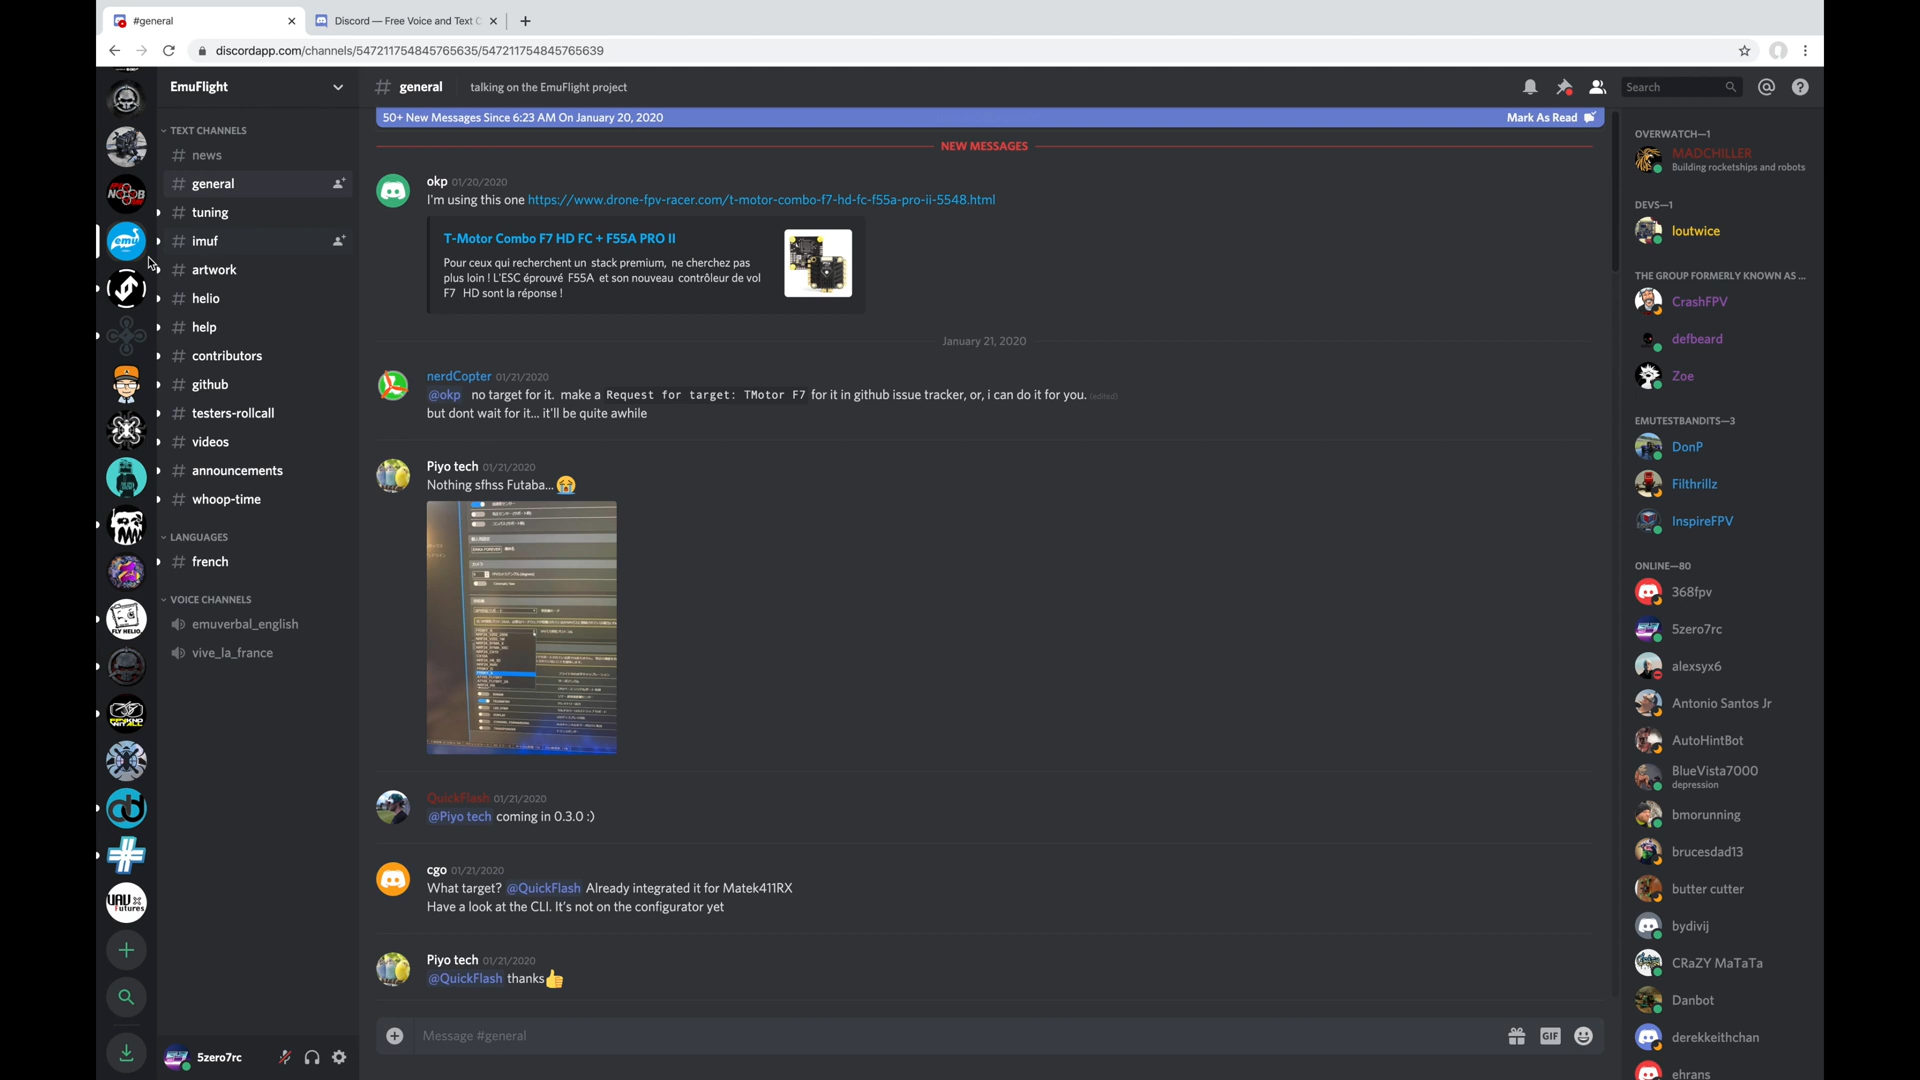 #general
Discord — Free Voice and Text C
discordapp.com/channels/547211754845765635/547211754845765639
EmuFlight
general
talking on the EmuFlight project
Search
TEXT CHANNELS
news
general
tuning
imuf
artwork
helio
help
contributors
github
testers-rollcall
videos
announcements
whoop-time
LANGUAGES
french
VOICE CHANNELS
emuverbal_english
vive_la_france
NOOB
emu
FLY HELIO.
UAV
Futures
5zero7rc
50+ New Messages Since 6:23 AM On January 20, 2020
Mark As Read
NEW MESSAGES
okp 01/20/2020
I'm using this one https://www.drone-fpv-racer.com/t-motor-combo-f7-hd-fc-f55a-pro-ii-5548.html
T-Motor Combo F7 HD FC + F55A PRO II
Pour ceux qui recherchent un stack premium, ne cherchez pas
plus loin ! L'ESC éprouvé F55A et son nouveau contrôleur de vol
F7 HD sont la réponse !
January 21, 2020
nerdCopter 01/21/2020
@okp no target for it. make a Request for target: TMotor F7 for it in github issue tracker, or, i can do it for you. (edited)
but dont wait for it... it'll be quite awhile
Piyo tech 01/21/2020
Nothing sfhss Futaba...
QuickFlash 01/21/2020
@Piyo tech coming in 0.3.0 :)
cgo 01/21/2020
What target? @QuickFlash Already integrated it for Matek411RX
Have a look at the CLI. It's not on the configurator yet
Piyo tech 01/21/2020
@QuickFlash thanks
Message #general
GIF
OVERWATCH—1
MADCHILLER
Building rocketships and roads
DEVS—1
loutwice
THE GROUP FORMERLY KNOWN AS ...
CrashFPV
defbeard
Zoe
EMUTESTBANDITS—3
DonP
Filthrillz
InspireFPV
ONLINE—80
368fpv
5zero7rc
alexsyx6
Antonio Santos Jr
AutoHintBot
BlueVista7000
depression
bmorunning
brucesdad13
butter cutter
bydivij
CRaZY MaTaTa
Danbot
derekkeithchan
ehrans